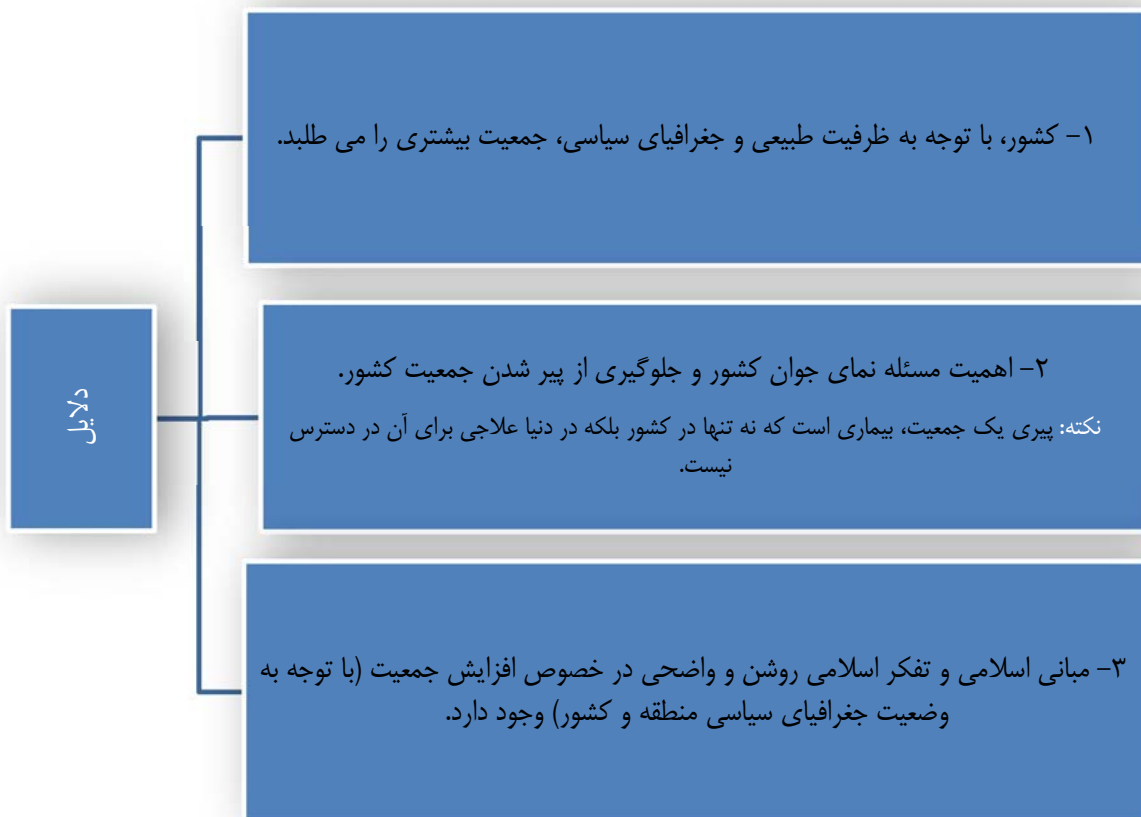 دلایل
۱- کشور، با توجه به ظرفیت طبیعی و جغرافیای سیاسی، جمعیت بیشتری را می طلبد.
۲- اهمیت مسئله نمای جوان کشور و جلوگیری از پیر شدن جمعیت کشور.
نکته: پیری یک جمعیت، بیماری است که نه تنها در کشور بلکه در دنیا علاجی برای آن در دسترس
نیست.
۳- مبانی اسلامی و تفکر اسلامی روشن و واضحی در خصوص افزایش جمعیت (با توجه به
وضعیت جغرافیای سیاسی منطقه و کشور) وجود دارد.